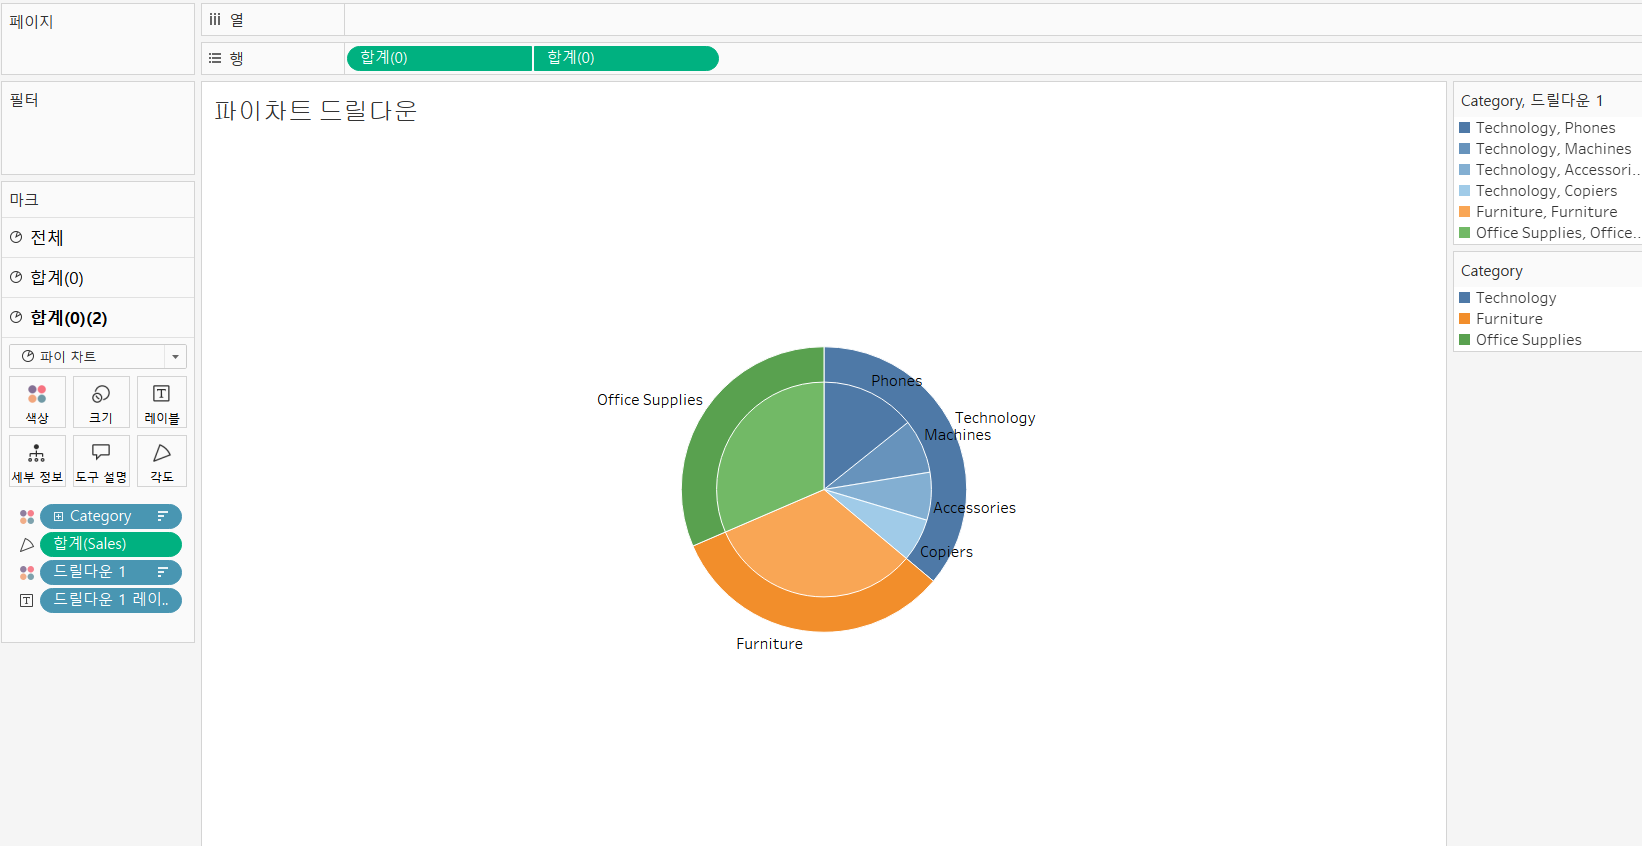 페이지
iii 열
행
합계(0)
합계(0)
필터
마크
전체
합계(0)
합계(0)(2)
파이 차트
색상
크기
레이블
세부 정보
도구 설명
각도
Category
합계(Sales)
드릴다운 1
드릴다운 1 레이..
파이차트 드릴다운
Phones
Office Supplies
Technology
Machines
Accessories
Copiers
Furniture
Category, 드릴다운 1
Technology, Phones
Technology, Machines
Technology, Accessori..
Technology, Copiers
Furniture, Furniture
Office Supplies, Office..
Category
Technology
Furniture
Office Supplies